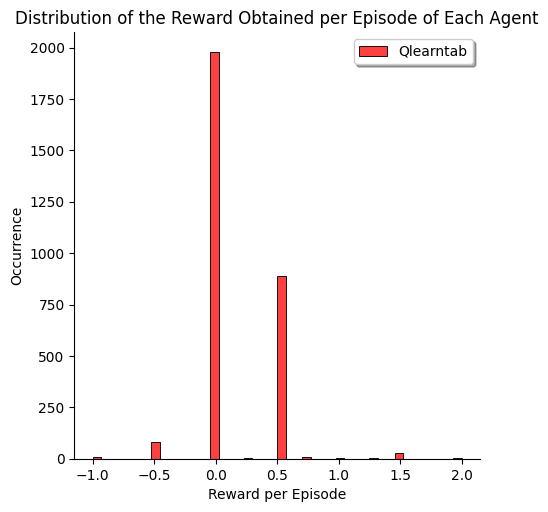 Distribution of the Reward Obtained per Episode of Each Agent
Qlearntab
2000
1750
1500
1250
1000
750
500
250
0
Occurrence
−1.0 −0.5 0.0 0.5 1.0 1.5 2.0
Reward per Episode